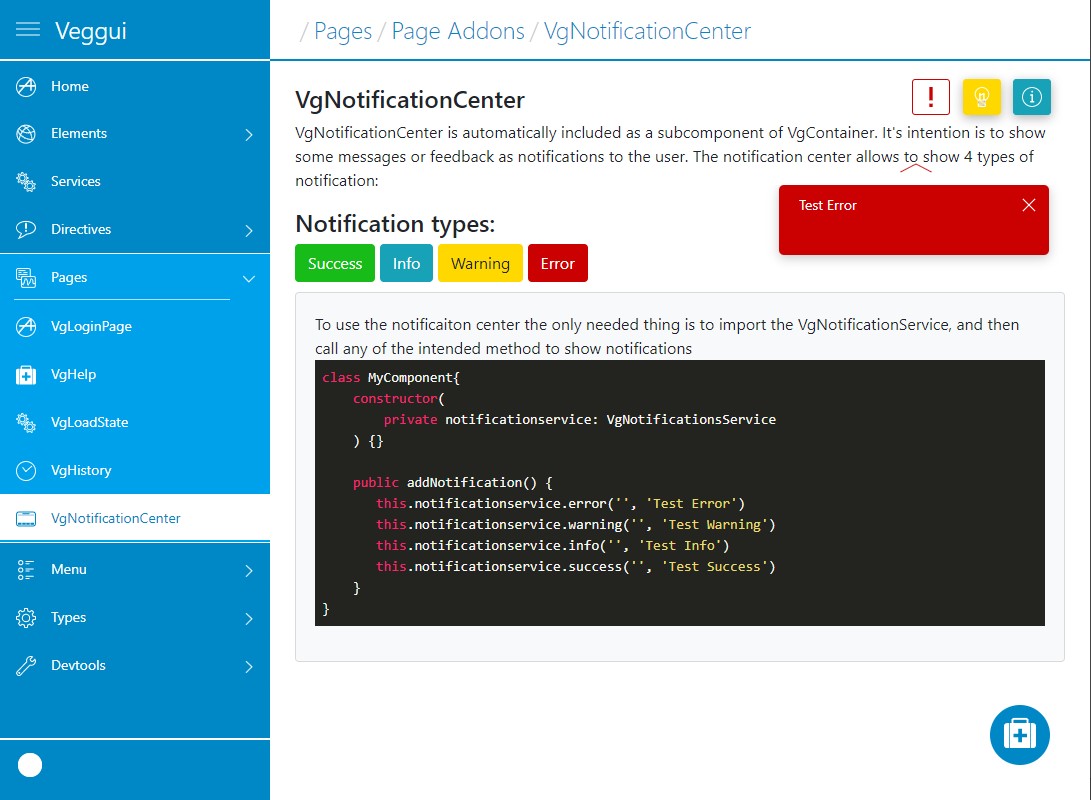 Veggui
/ Pages / Page Addons / VgNotificationCenter
Home
Elements
Services
Directives
Pages
VgLoginPage
VgHelp
VgLoadState
VgHistory
VgNotificationCenter
Menu
Types
Devtools
VgNotificationCenter
VgNotificationCenter is automatically included as a subcomponent of VgContainer. It's intention is to show
some messages or feedback as notifications to the user. The notification center allows to show 4 types of
notification:
Test Error
Notification types:
Success Info Warning Error
To use the notificaiton center the only needed thing is to import the VgNotificationService, and then
call any of the intended method to show notifications
class MyComponent{
constructor(
private notificationservice: VgNotificationsService
) {}
public addNotification() {
this.notificationservice.error('', 'Test Error')
this.notificationservice.warning('', 'Test Warning')
this.notificationservice.info('', 'Test Info')
this.notificationservice.success('', 'Test Success')
}
}